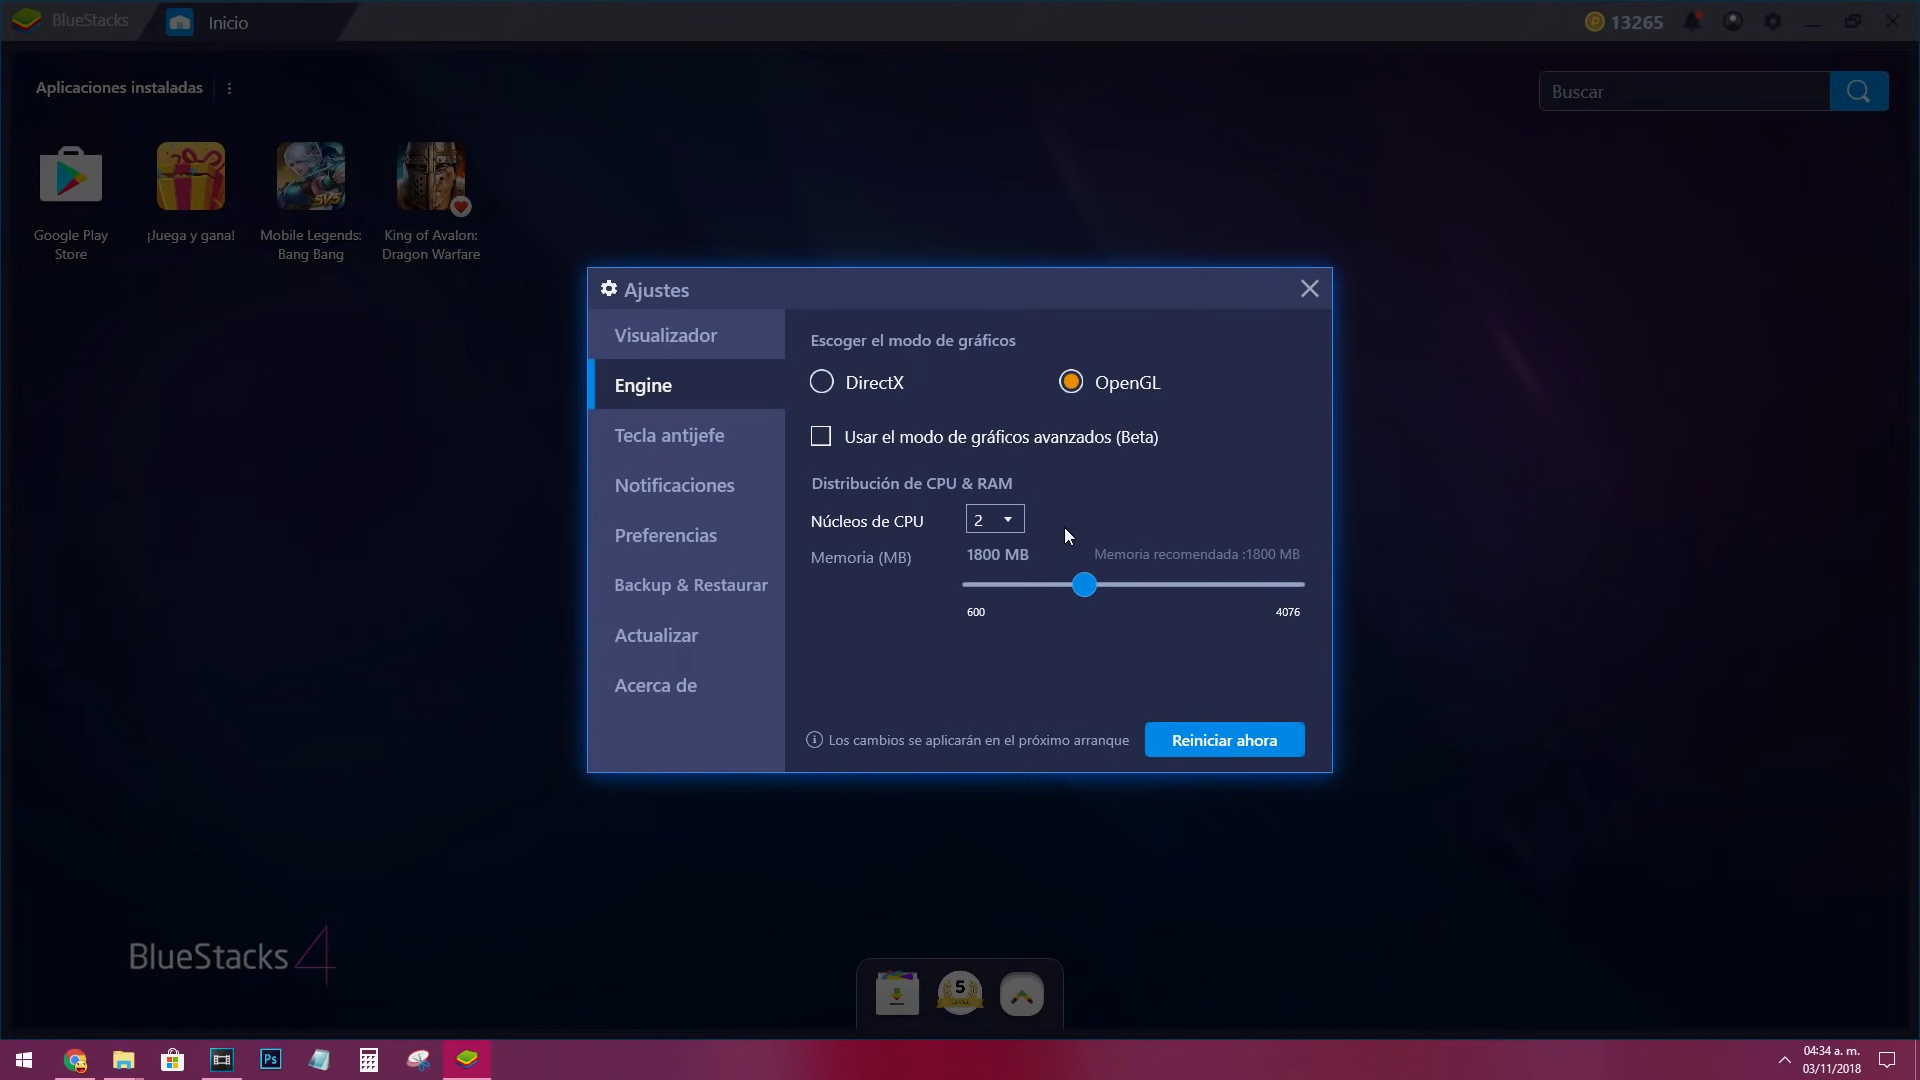 BlueStacks
Inicio
13265
Aplicaciones instaladas
Buscar
Google Play
Store
¡Juega y gana!
Mobile Legends:
Bang Bang
King of Avalon:
Dragon Warfare
5V5
Ajustes
Visualizador
Engine
Tecla antijefe
Notificaciones
Preferencias
Backup & Restaurar
Actualizar
Acerca de
Escoger el modo de gráficos
DirectX
OpenGL
Usar el modo de gráficos avanzados (Beta)
Distribución de CPU & RAM
Núcleos de CPU
2
Memoria (MB)
1800 MB
Memoria recomendada :1800 MB
600
4076
Los cambios se aplicarán en el próximo arranque
Reiniciar ahora
BlueStacks 4
5
LEVEL
Ps
04:34 a. m.
03/11/2018